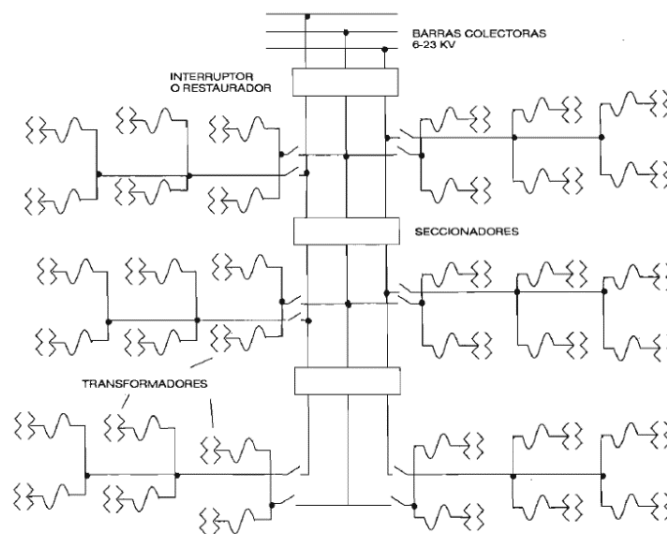 BARRAS COLECTORAS
6-23 KV
INTERRUPTOR
O RESTAURADOR
SECCIONADORES
TRANSFORMADORES